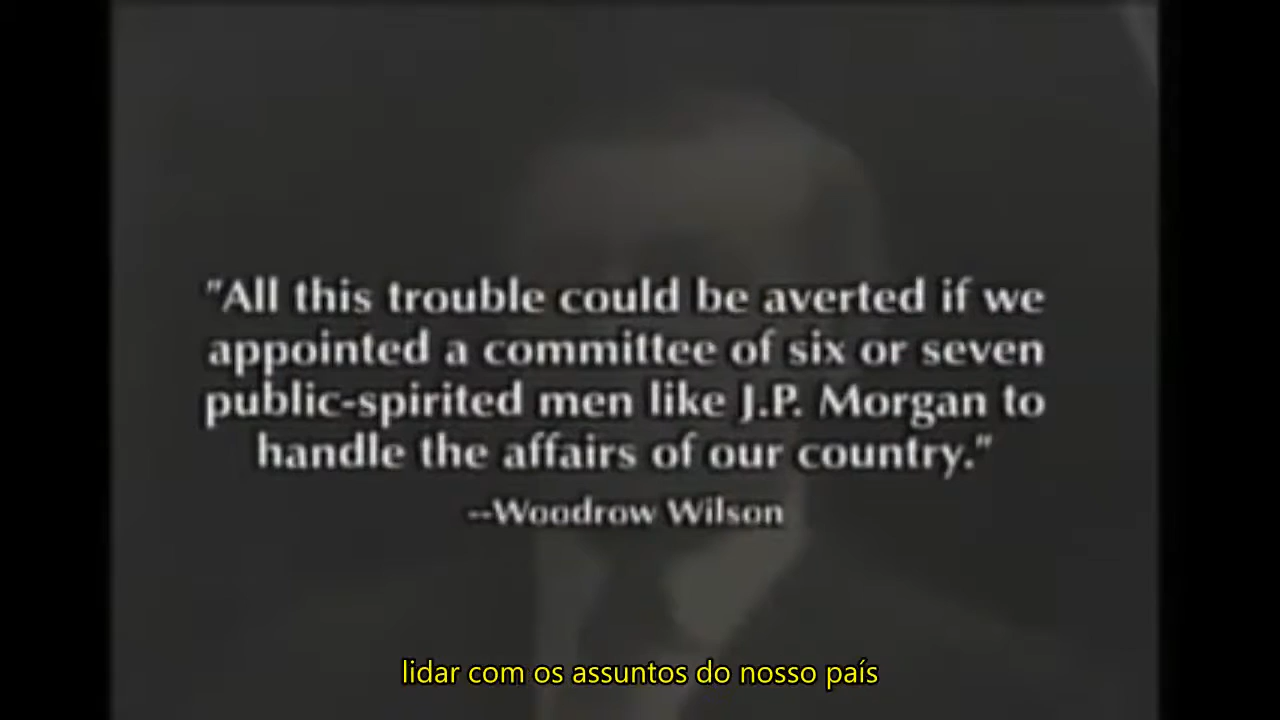 "All this trouble could be averted if we
appointed a committee of six or seven
public-spirited men like J.P. Morgan to
handle the affairs of our country."
--Woodrow Wilson
lidar com os assuntos do nosso país